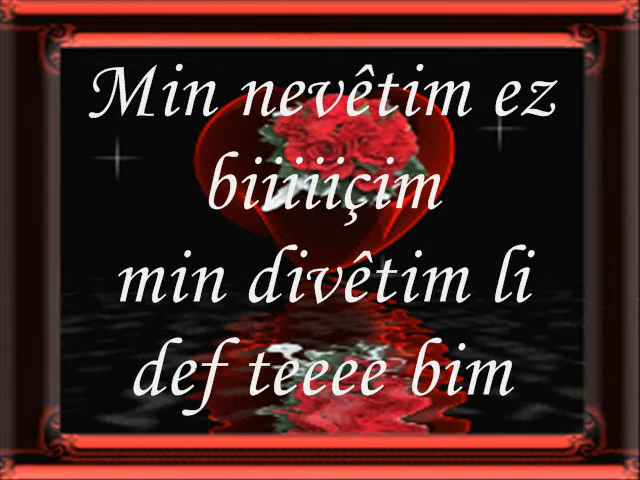 Min nevêtim ez
biiiiiçim
min divêtim li
def teeee bim